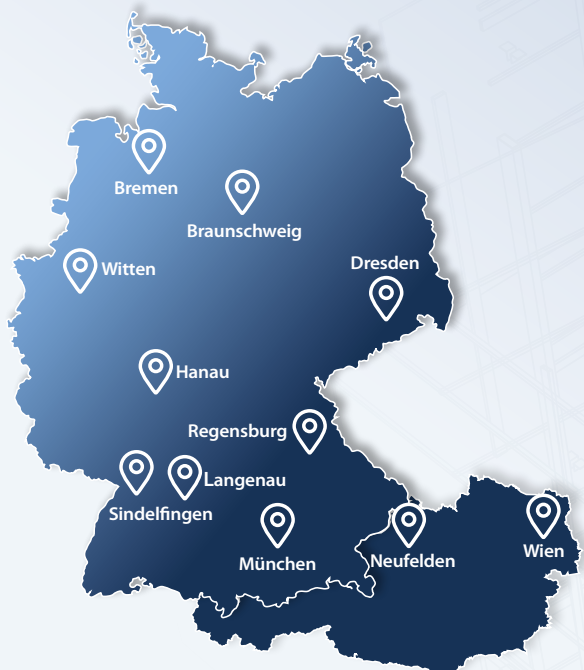 Bremen
Braunschweig
Witten
Dresden
Hanau
Regensburg
Langenau
Sindelfingen
München
Neufelden
Wien